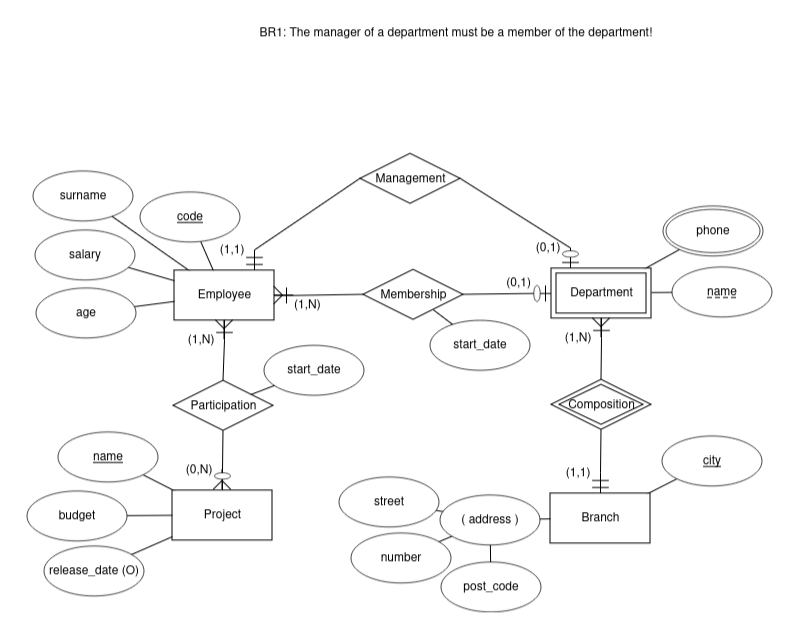 BR1: The manager of a department must be a member of the department!
Management
surname
code
phone
(1,1)
(0,1)
salary
Employee
Membership
(0,1)
Department
name
age
(1,N)
(1,N)
(1,N)
start_date
start_date
Participation
Composition
name
(0,N)
(1,1)
city
budget
Project
street
( address )
Branch
number
release_date (O)
post_code